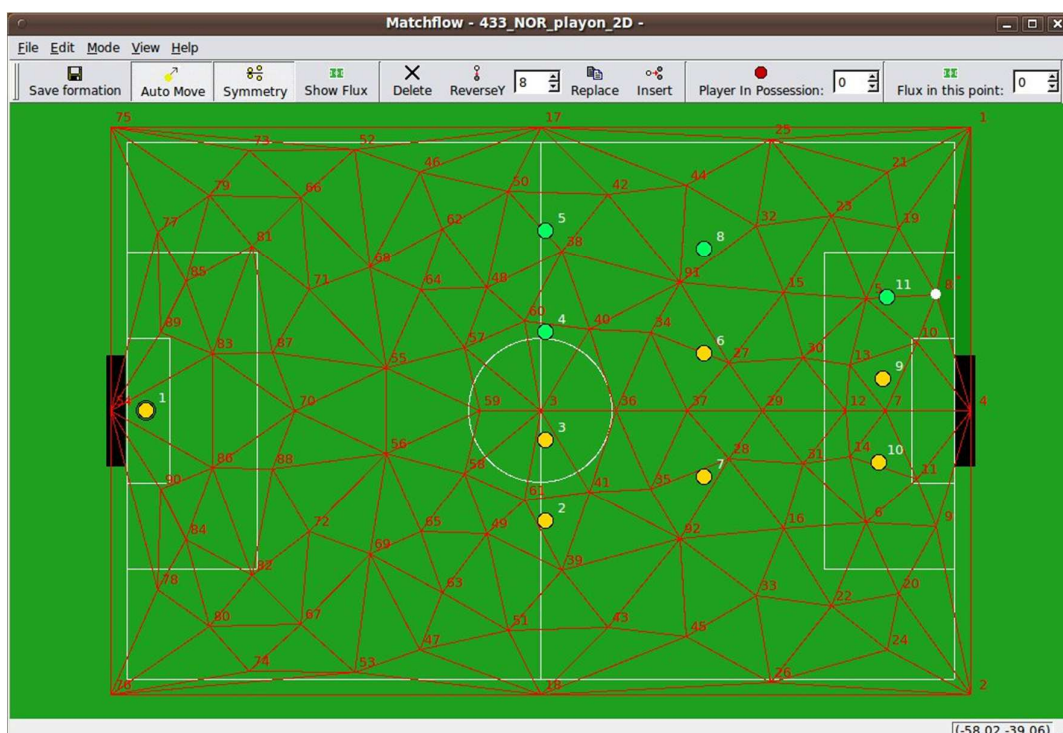 Matchflow - 433_NOR_playon_2D -
File Edit Mode View Help
Save formation Auto Move Symmetry Show Flux Delete ReverseY 8 Replace Insert Player In Possession: 0 Flux in this point: 0
75 17 1
25
73 52
46 21
79 66 50 42 44
5 23
77 62 32 19
81 38 8
68
85 71 64 48 91 15 5 11 8
89 60 4 40 34 10
83 87 57 6 27 30 13
55 9
1
54 70 59 3 36 37 29 12 7 4
3
86 88 56 28 14 10
58 7 31 11
90 61 41 35
2
84 72 65 49 92 16 6 9
69 39
78 82 63 33 20
80 67 51 43 22
47 45 24
74 53 26
76 18 2
(-58.02 -39.06)